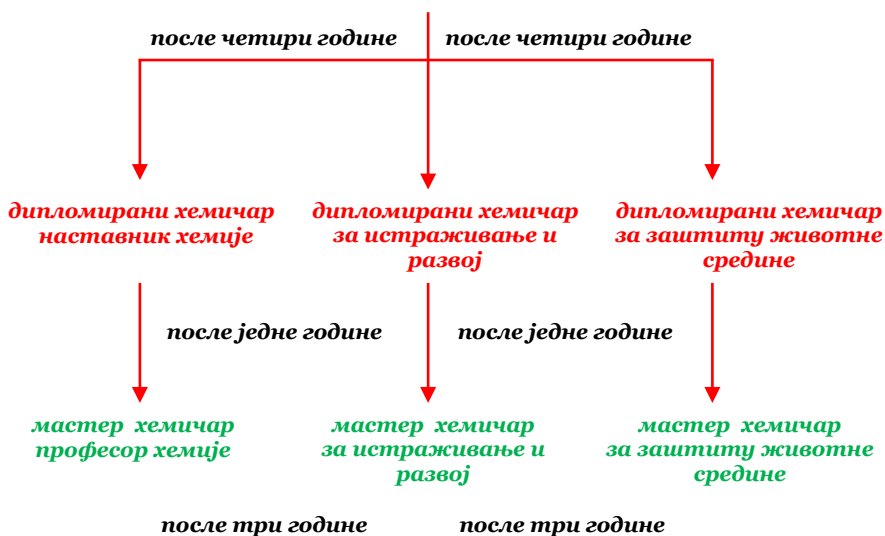 после четири године
после четири године
дипломирани хемичар
наставник хемије
дипломирани хемичар
за истраживање и
развој
дипломирани хемичар
за заштиту животне
средине
после једне године
после једне године
мастер хемичар
професор хемије
мастер хемичар
за истраживање и
развој
мастер хемичар
за заштиту животне
средине
после три године
после три године